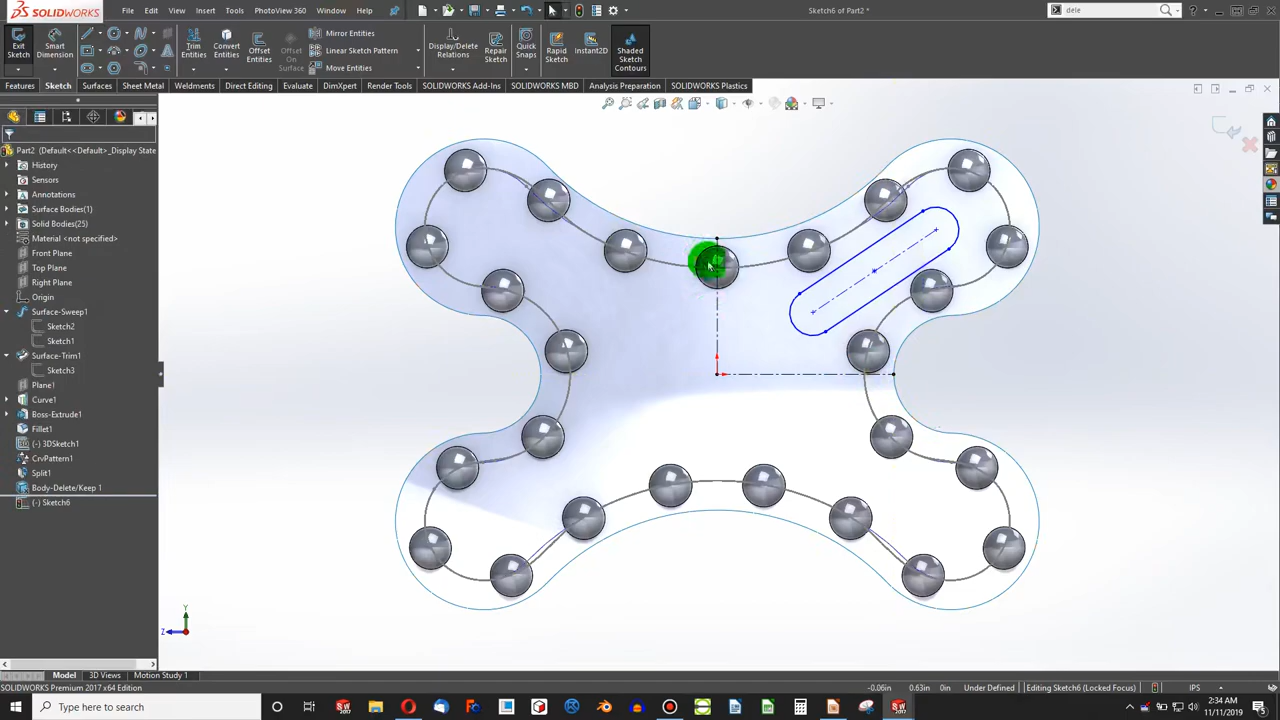 SOLIDWORKS
File Edit View Insert Tools PhotoView 360 Window Help
Sketch6 of Part2 *
dele
Exit Sketch
Smart Dimension
Trim Entities
Convert Entities
Offset Entities
Offset On Surface
Mirror Entities
Linear Sketch Pattern
Move Entities
Display/Delete Relations
Repair Sketch
Quick Snaps
Rapid Sketch
Instant2D
Shaded Sketch Contours
Features Sketch Surfaces Sheet Metal Weldments Direct Editing Evaluate DimXpert Render Tools SOLIDWORKS Add-Ins SOLIDWORKS MBD Analysis Preparation SOLIDWORKS Plastics
Part2 (Default<<Default>_Display State
History
Sensors
Annotations
Surface Bodies(1)
Solid Bodies(25)
Material <not specified>
Front Plane
Top Plane
Right Plane
Origin
Surface-Sweep1
Sketch2
Sketch1
Surface-Trim1
Sketch3
Plane1
Curve1
Boss-Extrude1
Fillet1
(-) 3DSketch1
CrvPattern1
Split1
Body-Delete/Keep 1
(-) Sketch6
Y
Z
Model 3D Views Motion Study 1
SOLIDWORKS Premium 2017 x64 Edition
-0.06in 0.63in 0in Under Defined Editing Sketch6 (Locked Focus) IPS
Type here to search
2:34 AM
11/11/2019